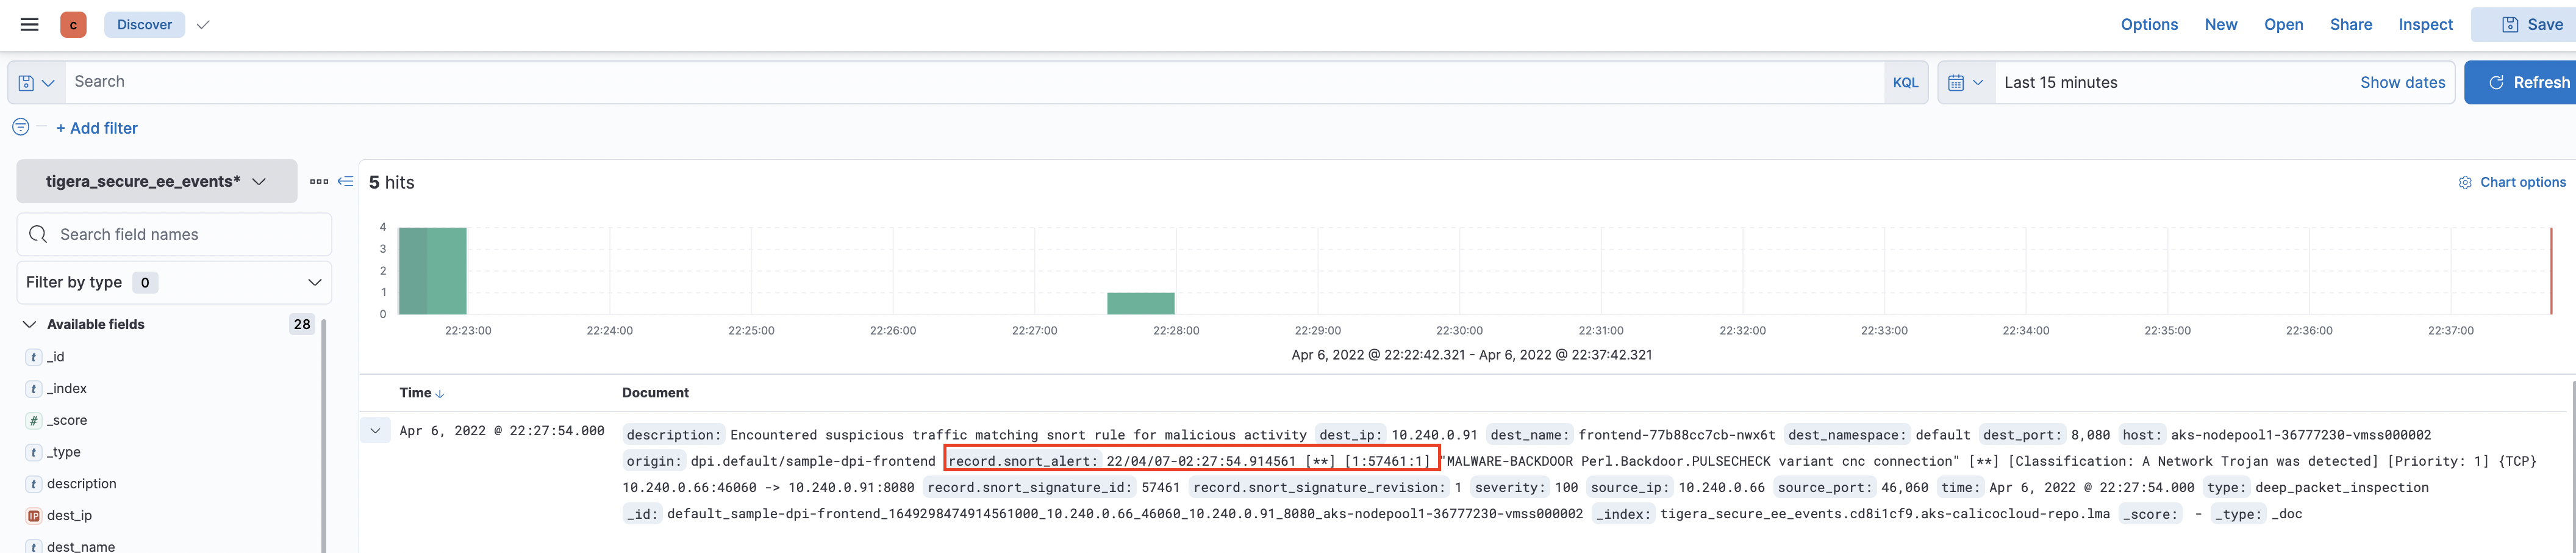 c Discover Options New Open Share Inspect Save
Search KQL Last 15 minutes Show dates Refresh
+ Add filter
tigera_secure_ee_events*
5 hits
Chart options
Search field names
Filter by type 0
Available fields 28
t _id
t _index
# _score
t _type
t description
IP dest_ip
t dest_name
4
3
2
1
0
22:23:00 22:24:00 22:25:00 22:26:00 22:27:00 22:28:00 22:29:00 22:30:00 22:31:00 22:32:00 22:33:00 22:34:00 22:35:00 22:36:00 22:37:00
Apr 6, 2022 @ 22:22:42.321 - Apr 6, 2022 @ 22:37:42.321
Time Document
Apr 6, 2022 @ 22:27:54.000
description: Encountered suspicious traffic matching snort rule for malicious activity dest_ip: 10.240.0.91 dest_name: frontend-77b88cc7cb-nwx6t dest_namespace: default dest_port: 8,080 host: aks-nodepool1-36777230-vmss000002
origin: dpi.default/sample-dpi-frontend record.snort_alert: 22/04/07-02:27:54.914561 [**] [1:57461:1] "MALWARE-BACKDOOR Perl.Backdoor.PULSECHECK variant cnc connection" [**] [Classification: A Network Trojan was detected] [Priority: 1] {TCP}
10.240.0.66:46060 -> 10.240.0.91:8080 record.snort_signature_id: 57461 record.snort_signature_revision: 1 severity: 100 source_ip: 10.240.0.66 source_port: 46,060 time: Apr 6, 2022 @ 22:27:54.000 type: deep_packet_inspection
_id: default_sample-dpi-frontend_1649298474914561000_10.240.0.66_46060_10.240.0.91_8080_aks-nodepool1-36777230-vmss000002 _index: tigera_secure_ee_events.cd8i1cf9.aks-calicocloud-repo.lma _score: - _type: _doc